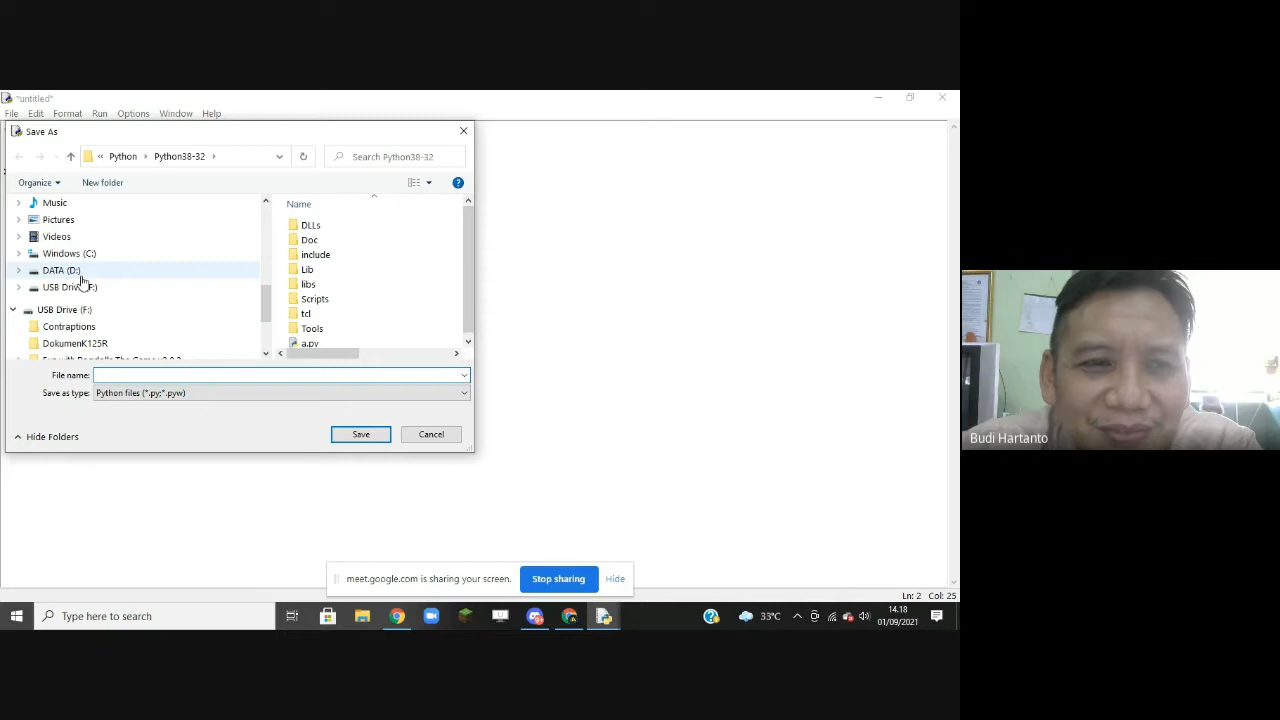 *untitled*
File Edit Format Run Options Window Help
Save As
« Python › Python38-32 ›
Search Python38-32
Organize
New folder
Music
Pictures
Videos
Windows (C:)
DATA (D:)
USB Drive (F:)
USB Drive (F:)
Contraptions
DokumenK125R
Name
DLLs
Doc
include
Lib
libs
Scripts
tcl
Tools
a.py
File name:
Save as type: Python files (*.py;*.pyw)
Hide Folders
Save
Cancel
Budi Hartanto
meet.google.com is sharing your screen.
Stop sharing
Hide
Ln: 2 Col: 25
Type here to search
33°C
14.18
01/09/2021